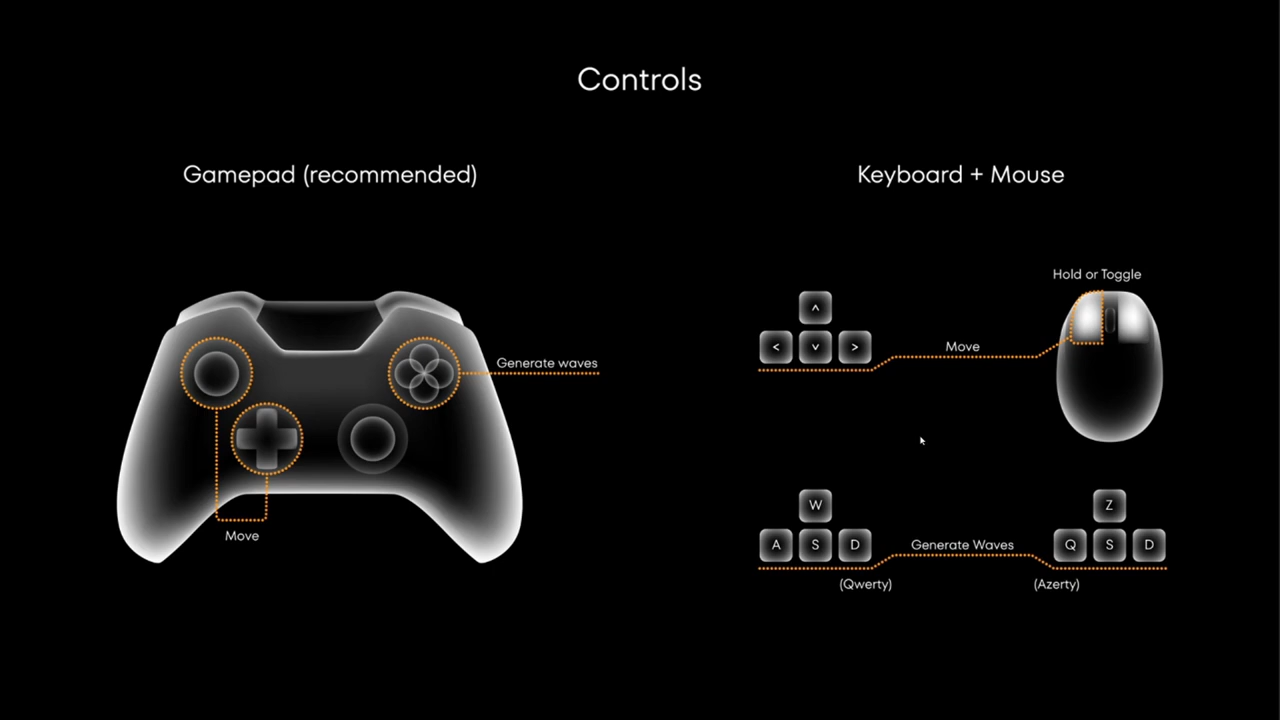 Controls
Gamepad (recommended)
Generate waves
Move
Keyboard + Mouse
Hold or Toggle
^
< v >
Move
W
A S D
Generate Waves
Z
Q S D
(Qwerty)
(Azerty)